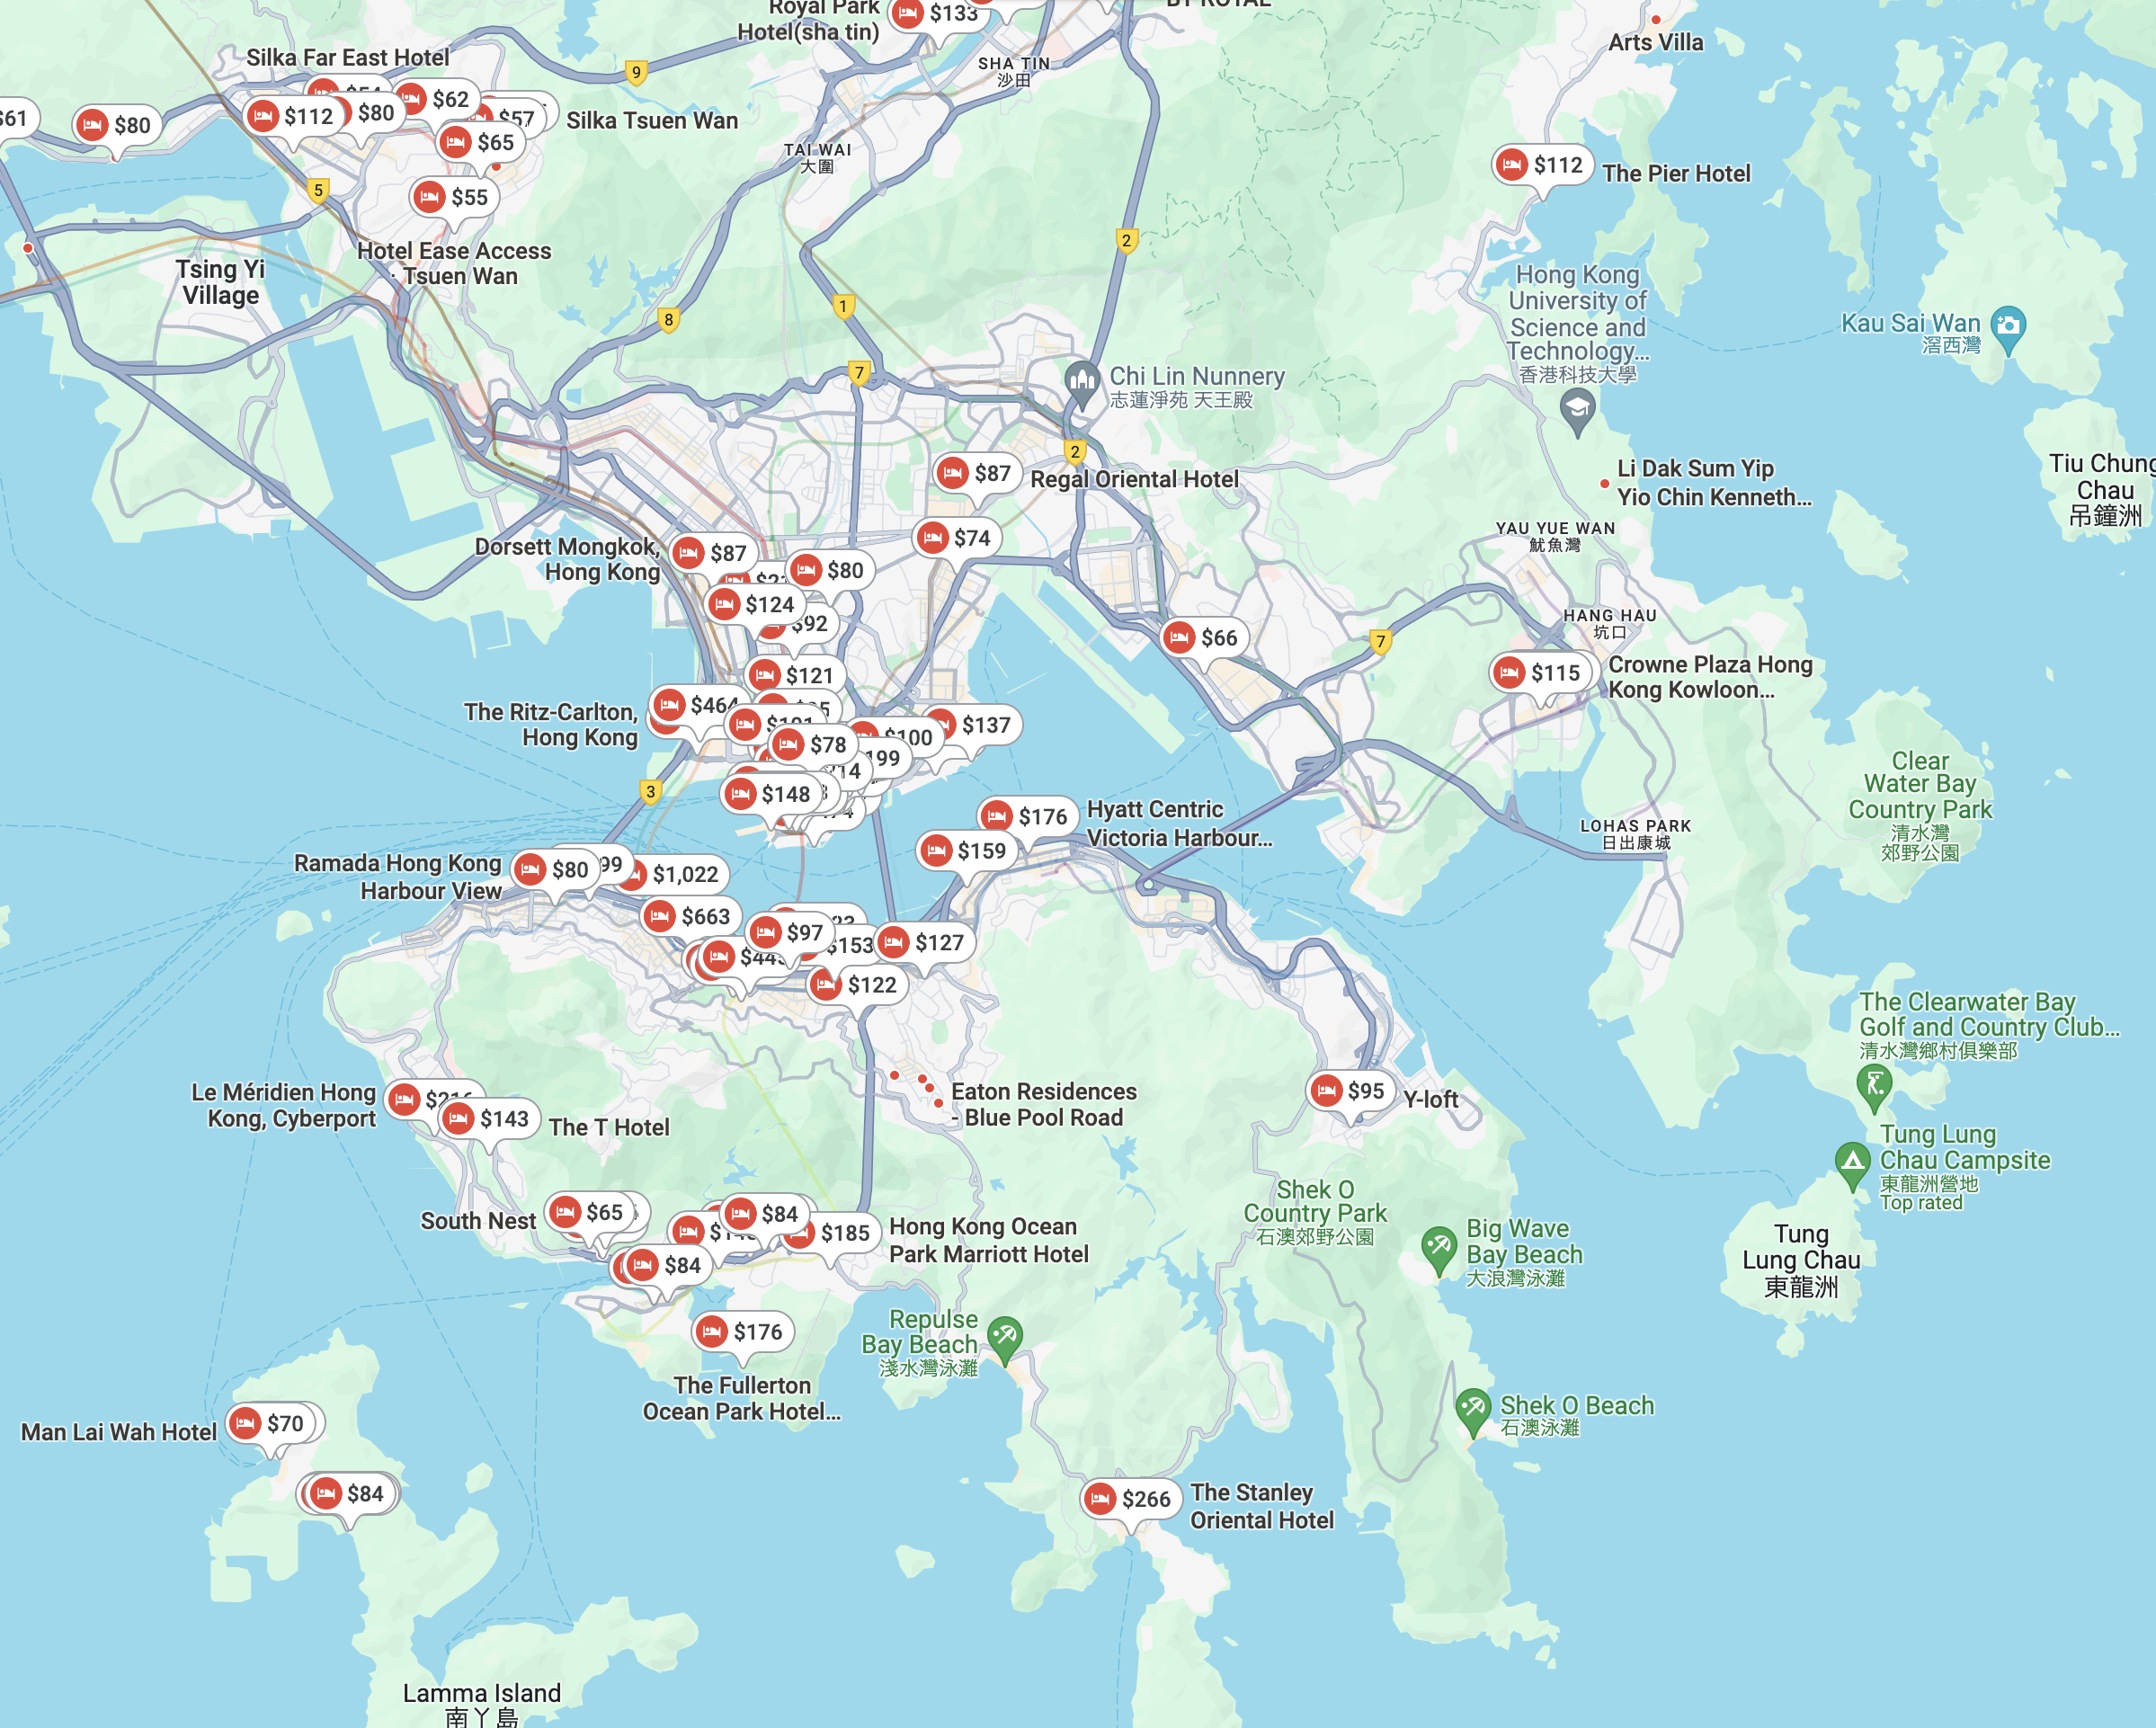 Royal Park
Hotel(sha tin)
$133
BY ROYAL
Arts Villa
Silka Far East Hotel
SHA TIN
沙田
9
$61
$80
$54
$112
$80
$62
$57
$65
Silka Tsuen Wan
TAI WAI
大圍
$112
The Pier Hotel
5
$55
2
Hotel Ease Access
Tsuen Wan
Tsing Yi
Village
Hong Kong
University of
Science and
Technology...
香港科技大學
Kau Sai Wan
滘西灣
1
8
7
Chi Lin Nunnery
志蓮淨苑 天王殿
2
$87
Regal Oriental Hotel
Li Dak Sum Yip
Yio Chin Kenneth...
Tiu Chung
Chau
吊鐘洲
YAU YUE WAN
魷魚灣
$74
Dorsett Mongkok,
Hong Kong
$87
$80
$124
$92
HANG HAU
坑口
$66
7
$115
Crowne Plaza Hong
Kong Kowloon...
$121
The Ritz-Carlton,
Hong Kong
$464
$191
$78
$100
$137
199
$148
3
Clear
Water Bay
Country Park
清水灣
郊野公園
$176
Hyatt Centric
Victoria Harbour...
$159
LOHAS PARK
日出康城
Ramada Hong Kong
Harbour View
$80
99
$1,022
$663
$97
$153
$127
$443
$122
The Clearwater Bay
Golf and Country Club...
清水灣鄉村俱樂部
Le Méridien Hong
Kong, Cyberport
$216
$143
The T Hotel
Eaton Residences
- Blue Pool Road
$95
Y-loft
Tung Lung
Chau Campsite
東龍洲營地
Top rated
South Nest
$65
$84
$185
Hong Kong Ocean
Park Marriott Hotel
Shek O
Country Park
石澳郊野公園
Big Wave
Bay Beach
大浪灣泳灘
Tung
Lung Chau
東龍洲
$84
$176
The Fullerton
Ocean Park Hotel...
Repulse
Bay Beach
淺水灣泳灘
Shek O Beach
石澳泳灘
Man Lai Wah Hotel
$70
$84
$266
The Stanley
Oriental Hotel
Lamma Island
南丫島